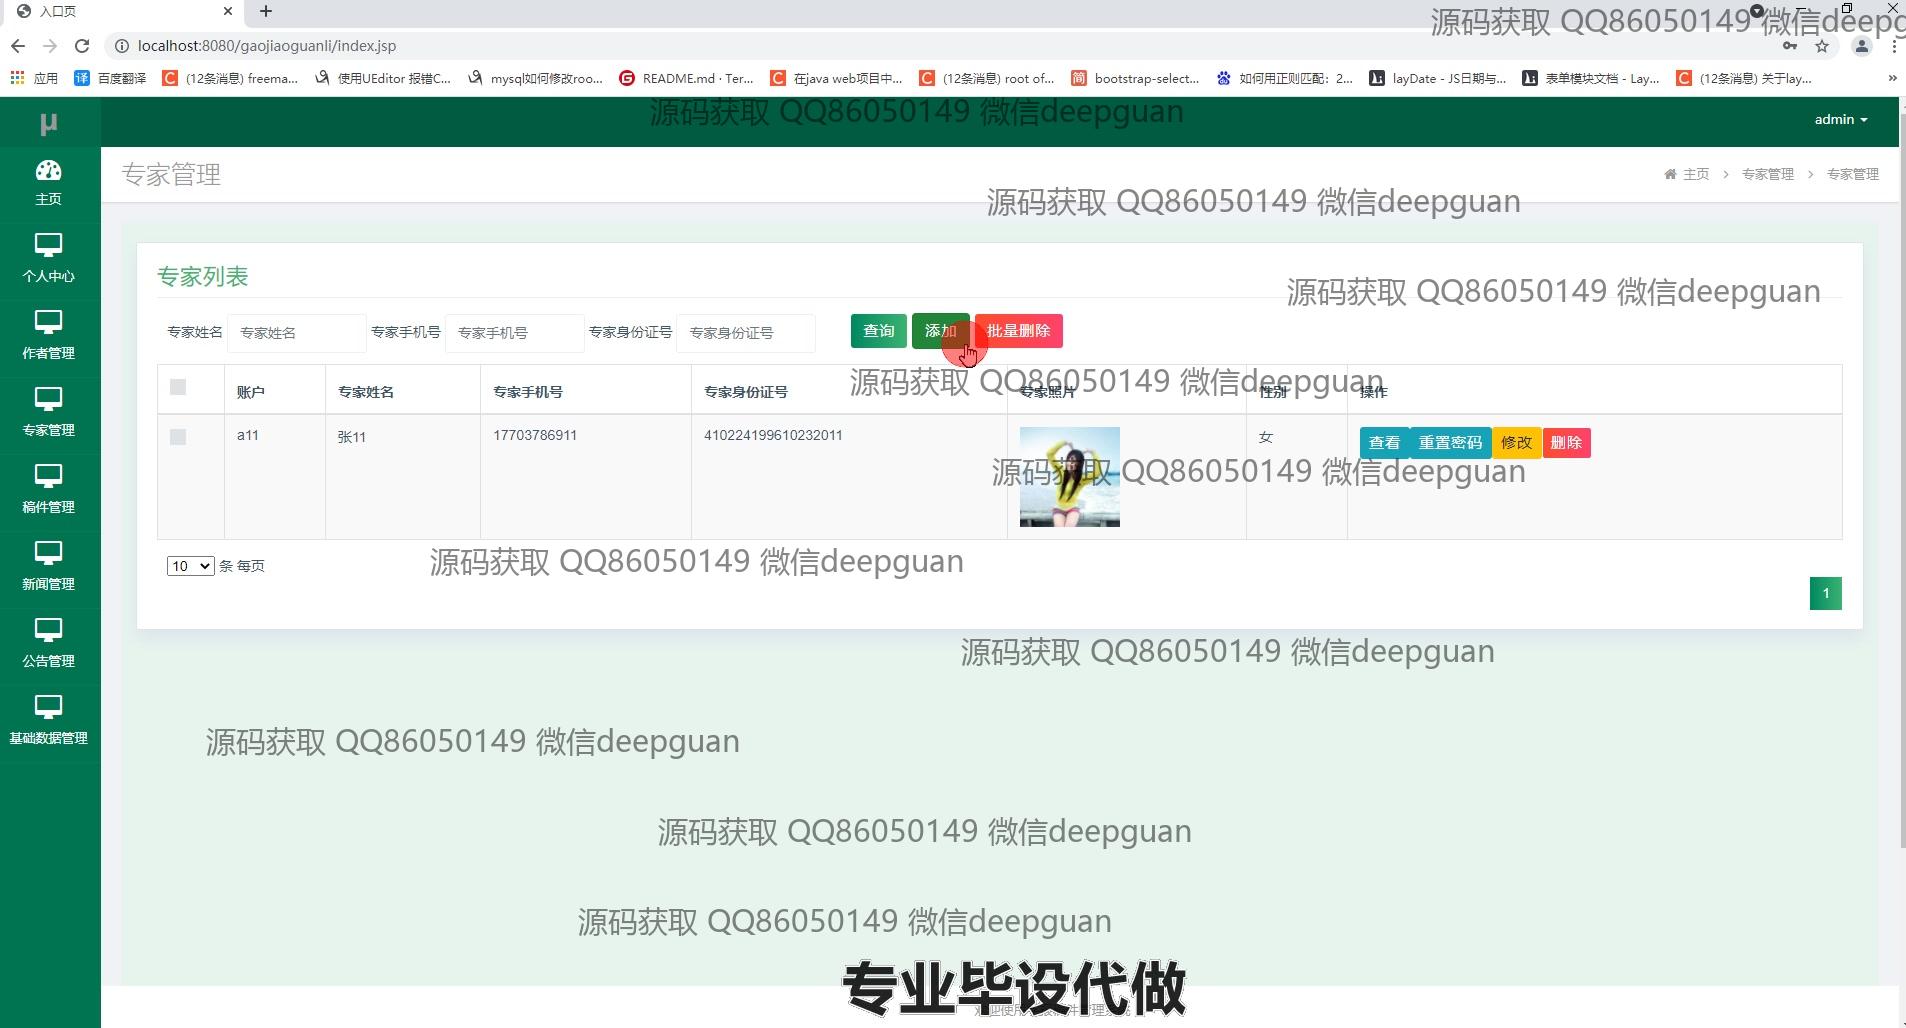 入口页
localhost:8080/gaojiaoguanli/index.jsp
应用 百度翻译 (12条消息) freema... 使用UEditor 报错C... mysql如何修改roo... README.md · Ter... 在java web项目中... (12条消息) root of... bootstrap-select... 如何用正则匹配：2... layDate - JS日期与... 表单模块文档 - Lay... (12条消息) 关于lay... »
源码获取 QQ86050149 微信deepg
源码获取 QQ86050149 微信deepguan
μ
admin
主页
个人中心
作者管理
专家管理
稿件管理
新闻管理
公告管理
基础数据管理
专家管理
主页 > 专家管理 > 专家管理
源码获取 QQ86050149 微信deepguan
专家列表
源码获取 QQ86050149 微信deepguan
专家姓名 专家姓名 专家手机号 专家手机号 专家身份证号 专家身份证号 查询 添加 批量删除
源码获取 QQ86050149 微信deepguan
账户 专家姓名 专家手机号 专家身份证号 专家照片 性别 操作
a11 张11 17703786911 410224199610232011 女 查看 重置密码 修改 删除
源码获取 QQ86050149 微信deepguan
10 条 每页
源码获取 QQ86050149 微信deepguan
1
源码获取 QQ86050149 微信deepguan
源码获取 QQ86050149 微信deepguan
源码获取 QQ86050149 微信deepguan
源码获取 QQ86050149 微信deepguan
专业毕设代做